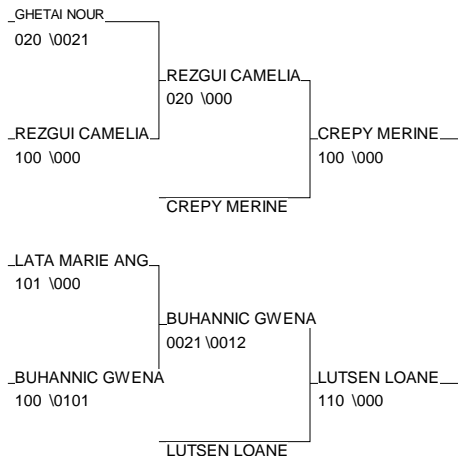 GHETAI NOUR
020 \0021
REZGUI CAMELIA
020 \000
REZGUI CAMELIA
100 \000
CREPY MERINE
100 \000
CREPY MERINE
LATA MARIE ANG
101 \000
BUHANNIC GWENA
0021 \0012
BUHANNIC GWENA
100 \0101
LUTSEN LOANE
110 \000
LUTSEN LOANE